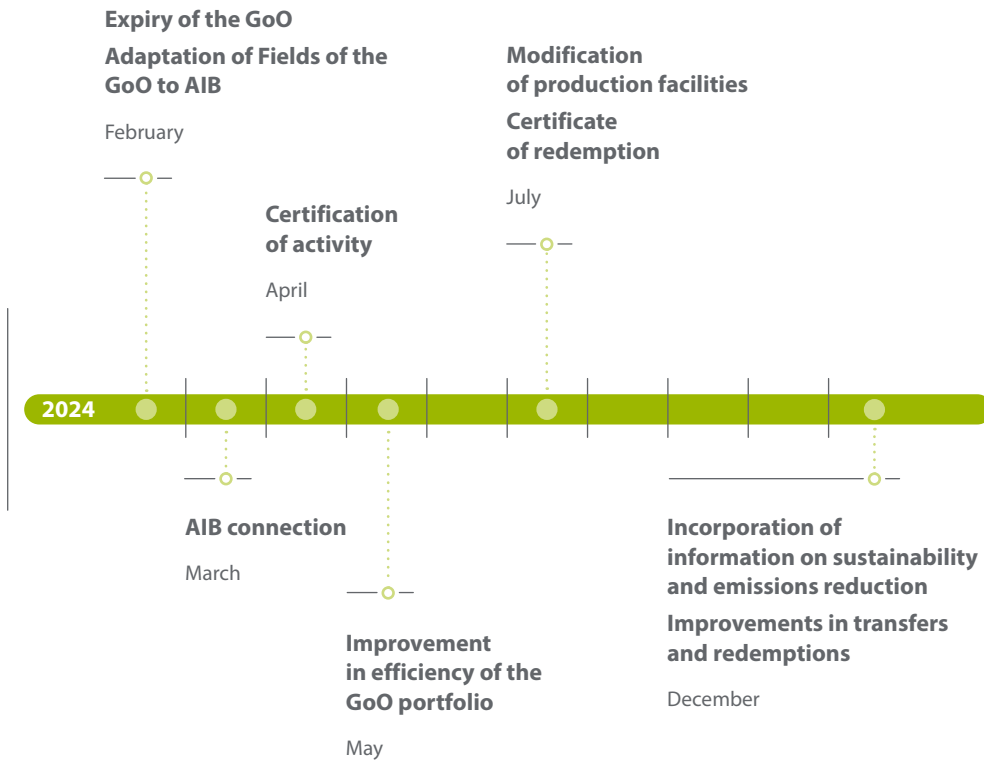 Expiry of the GoO
Adaptation of Fields of the
GoO to AIB
February
Modification
of production facilities
Certificate
of redemption
July
Certification
of activity
April
2024
AIB connection
March
Improvement
in efficiency of the
GoO portfolio
May
Incorporation of
information on sustainability
and emissions reduction
Improvements in transfers
and redemptions
December